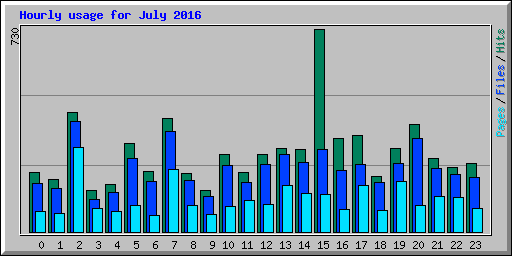 Hourly usage for July 2016
730
Pages / Files / Hits
0 1 2 3 4 5 6 7 8 9 10 11 12 13 14 15 16 17 18 19 20 21 22 23